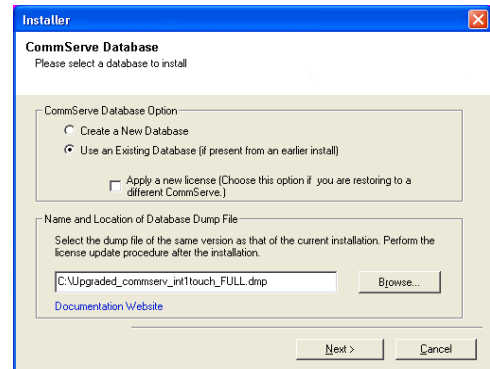 Installer
CommServe Database
Please select a database to install
CommServe Database Option
Create a New Database
Use an Existing Database (if present from an earlier install)
Apply a new license (Choose this option if you are restoring to a
different CommServe.)
Name and Location of Database Dump File
Select the dump file of the same version as that of the current installation. Perform the
license update procedure after the installation.
C:\Upgraded_commserv_int1touch_FULL.dmp
Browse...
Documentation Website
Next >
Cancel